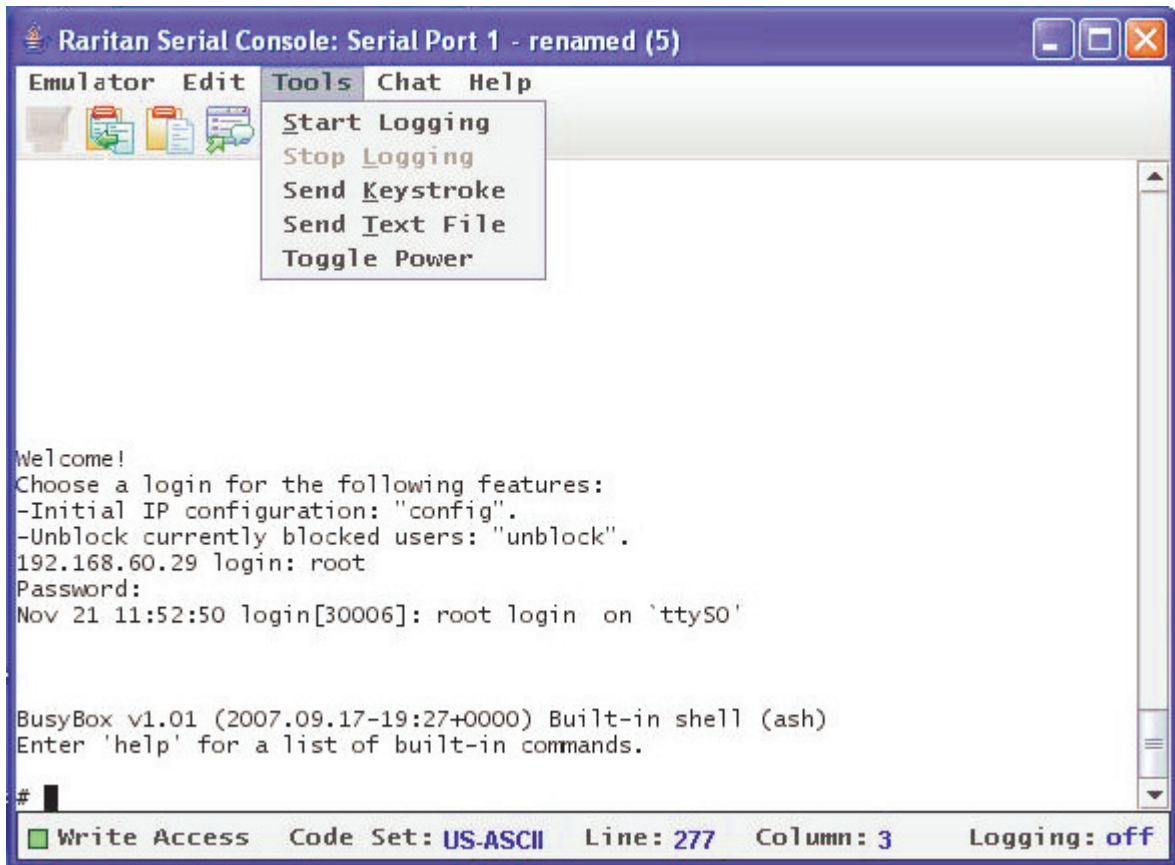 Raritan Serial Console: Serial Port 1 - renamed (5)
Emulator Edit Tools Chat Help
Start Logging
Stop Logging
Send Keystroke
Send Text File
Toggle Power
Welcome!
Choose a login for the following features:
-Initial IP configuration: "config".
-Unblock currently blocked users: "unblock".
192.168.60.29 login: root
Password:
Nov 21 11:52:50 login[30006]: root login  on `ttyS0'
BusyBox v1.01 (2007.09.17-19:27+0000) Built-in shell (ash)
Enter 'help' for a list of built-in commands.
#
Write Access Code Set: US-ASCII Line: 277 Column: 3 Logging: off